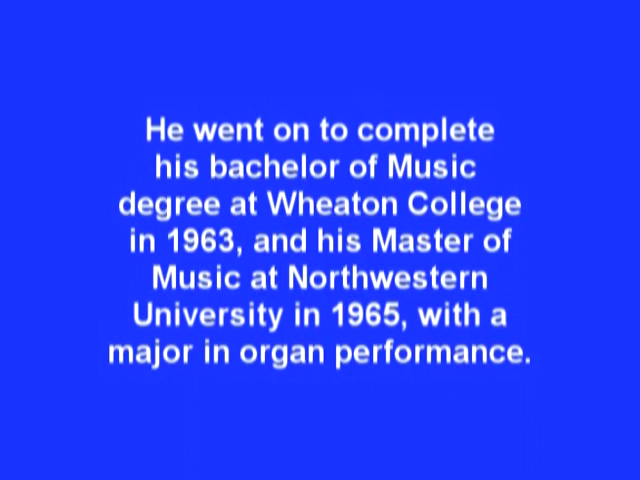 He went on to complete
his bachelor of Music
degree at Wheaton College
in 1963, and his Master of
Music at Northwestern
University in 1965, with a
major in organ performance.